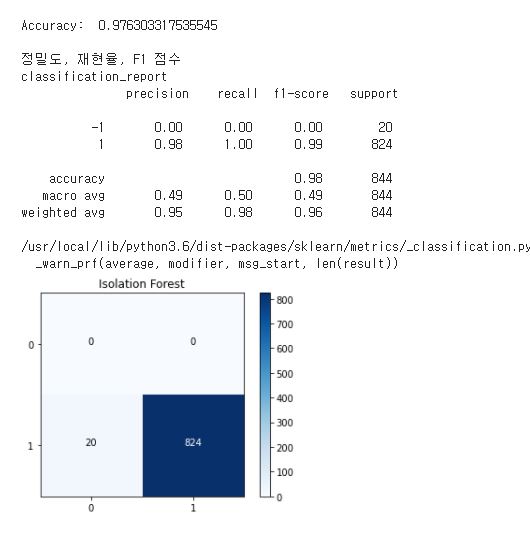 Accuracy:  0.976303317535545
정밀도, 재현율, F1 점수
classification_report
precision    recall  f1-score   support
-1       0.00      0.00      0.00        20
1       0.98      1.00      0.99       824
accuracy                           0.98       844
macro avg       0.49      0.50      0.49       844
weighted avg       0.95      0.98      0.96       844
/usr/local/lib/python3.6/dist-packages/sklearn/metrics/_classification.py
_warn_prf(average, modifier, msg_start, len(result))
Isolation Forest
800
700
600
500
400
300
200
100
0
0
0 0
1
20 824
0 1